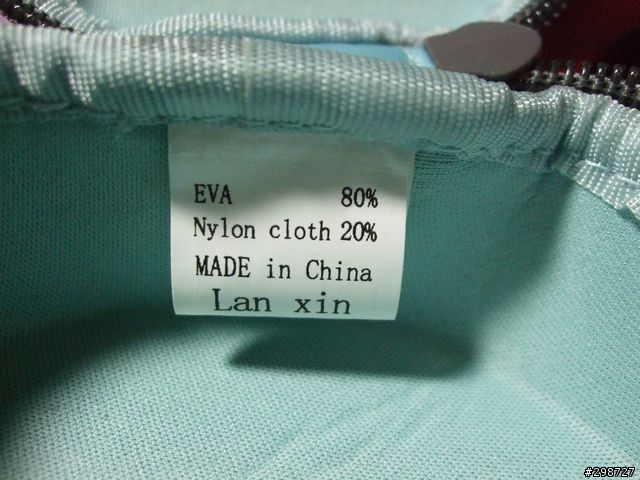 EVA 80%
Nylon cloth 20%
MADE in China
Lan xin
#298727